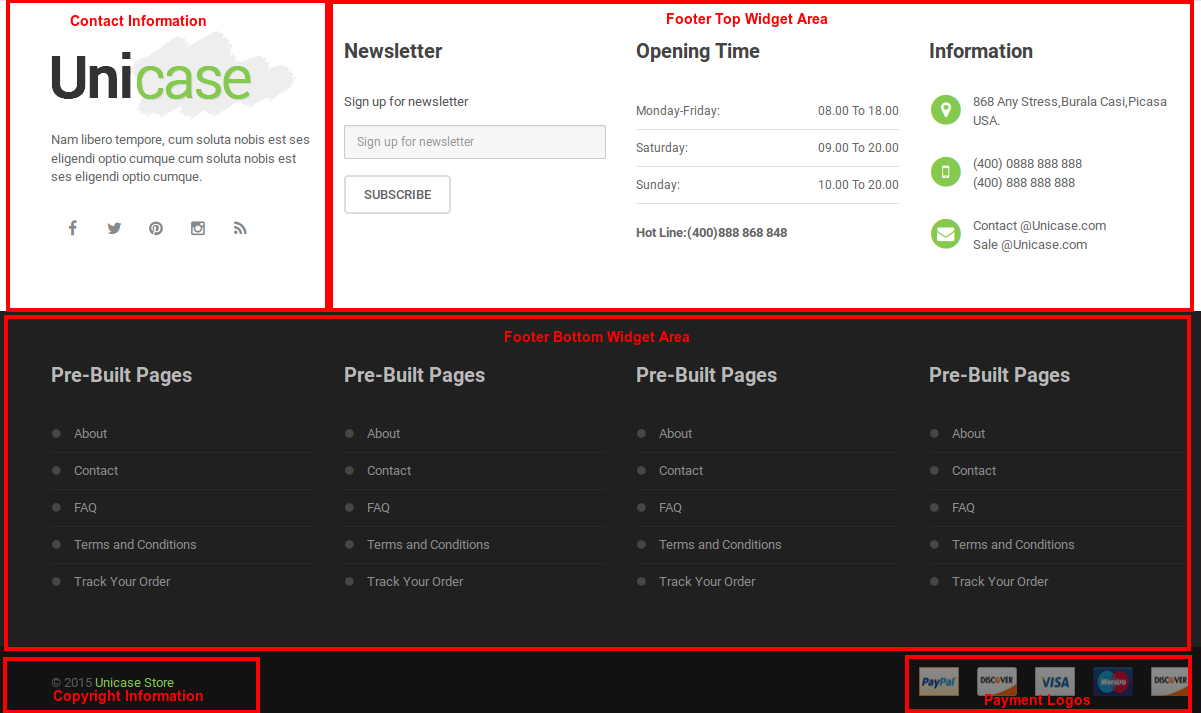 Contact Information
Unicase
Nam libero tempore, cum soluta nobis est ses
eligendi optio cumque cum soluta nobis est
ses eligendi optio cumque.
Footer Top Widget Area
Newsletter
Sign up for newsletter
Sign up for newsletter
SUBSCRIBE
Opening Time
Monday-Friday: 08.00 To 18.00
Saturday: 09.00 To 20.00
Sunday: 10.00 To 20.00
Hot Line:(400)888 868 848
Information
868 Any Stress,Burala Casi,Picasa
USA.
(400) 0888 888 888
(400) 888 888 888
Contact @Unicase.com
Sale @Unicase.com
Footer Bottom Widget Area
Pre-Built Pages
About
Contact
FAQ
Terms and Conditions
Track Your Order
Pre-Built Pages
About
Contact
FAQ
Terms and Conditions
Track Your Order
Pre-Built Pages
About
Contact
FAQ
Terms and Conditions
Track Your Order
Pre-Built Pages
About
Contact
FAQ
Terms and Conditions
Track Your Order
© 2015 Unicase Store
Copyright Information
PayPal
DISCOVER
VISA
Maestro
DISCOVER
Payment Logos